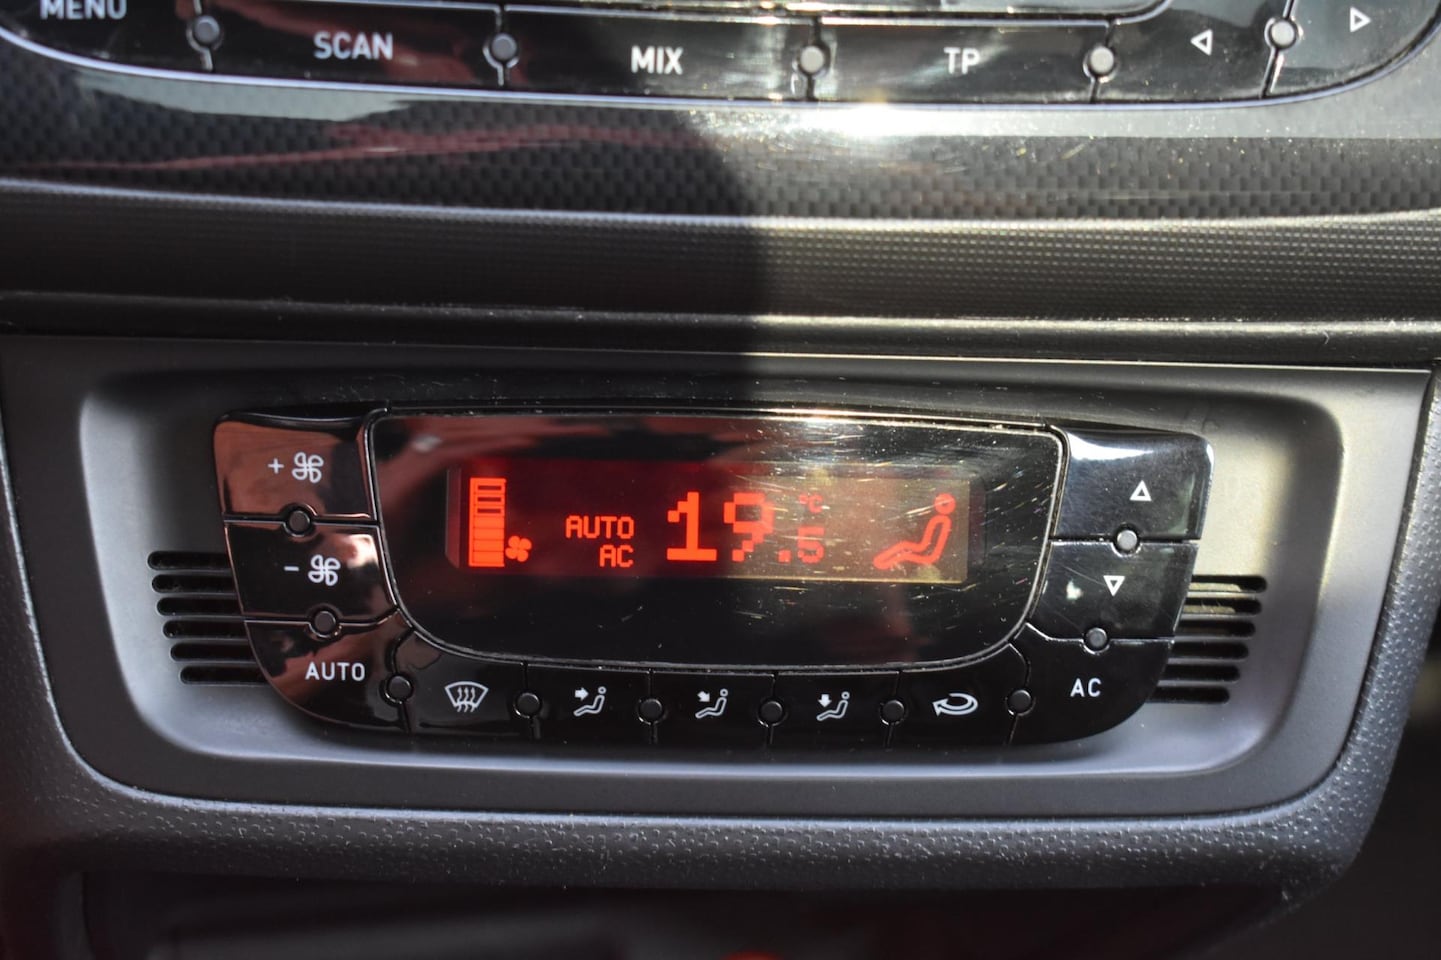 MENU
SCAN
MIX
TP
+
-
AUTO
AC
19.5 °C
AUTO
AC